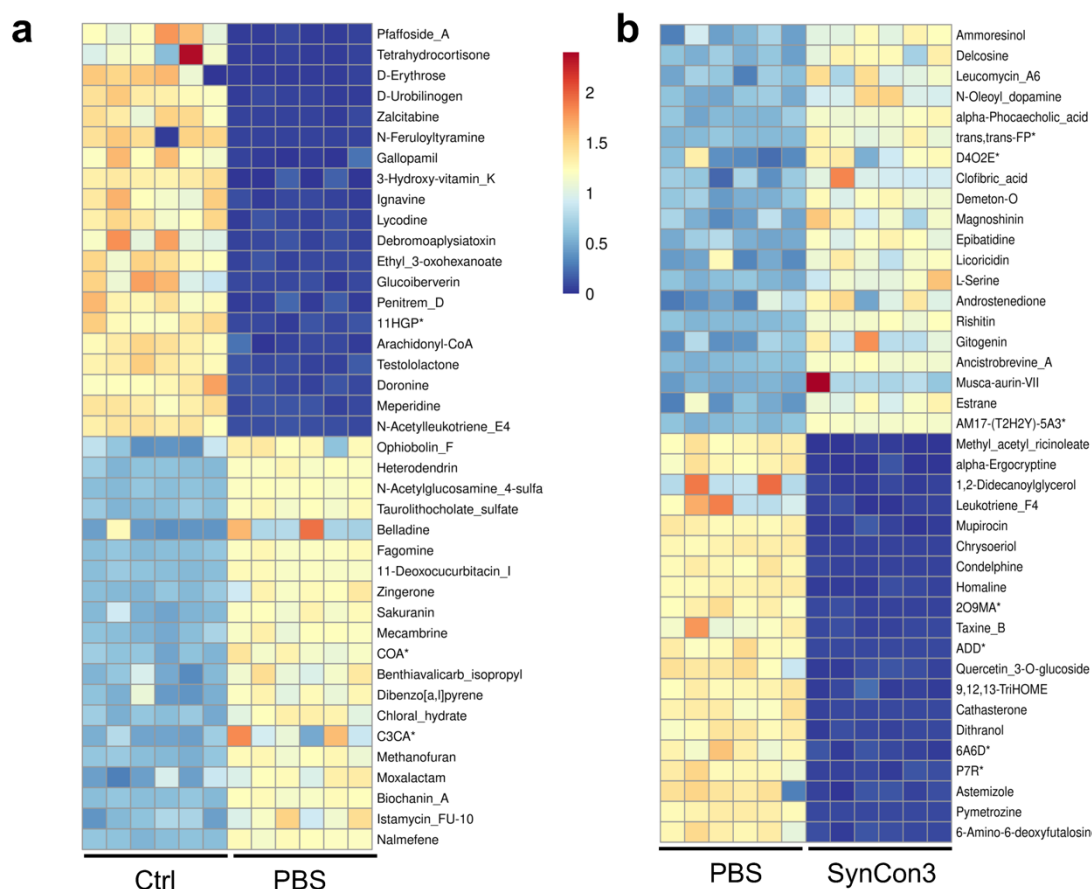 a
Pfaffoside_A
Tetrahydrocortisone
D-Erythrose
D-Urobilinogen
Zalcitabine
N-Feruloyltyramine
Gallopamil
3-Hydroxy-vitamin_K
Ignavine
Lycodine
Debromoaplysiatoxin
Ethyl_3-oxohexanoate
Glucoiberverin
Penitrem_D
11HGP*
Arachidonyl-CoA
Testololactone
Doronine
Meperidine
N-Acetylleukotriene_E4
Ophiobolin_F
Heterodendrin
N-Acetylglucosamine_4-sulfa
Taurolithocholate_sulfate
Belladine
Fagomine
11-Deoxocucurbitacin_I
Zingerone
Sakuranin
Mecambrine
COA*
Benthiavalicarb_isopropyl
Dibenzo[a,l]pyrene
Chloral_hydrate
C3CA*
Methanofuran
Moxalactam
Biochanin_A
Istamycin_FU-10
Nalmefene
Ctrl PBS
2
1.5
1
0.5
0
b
Ammoresinol
Delcosine
Leucomycin_A6
N-Oleoyl_dopamine
alpha-Phocaecholic_acid
trans,trans-FP*
D4O2E*
Clofibric_acid
Demeton-O
Magnoshinin
Epibatidine
Licoricidin
L-Serine
Androstenedione
Rishitin
Gitogenin
Ancistrobrevine_A
Musca-aurin-VII
Estrane
AM17-(T2H2Y)-5A3*
Methyl_acetyl_ricinoleate
alpha-Ergocryptine
1,2-Didecanoylglycerol
Leukotriene_F4
Mupirocin
Chrysoeriol
Condelphine
Homaline
2O9MA*
Taxine_B
ADD*
Quercetin_3-O-glucoside
9,12,13-TriHOME
Cathasterone
Dithranol
6A6D*
P7R*
Astemizole
Pymetrozine
6-Amino-6-deoxyfutalosine
PBS SynCon3